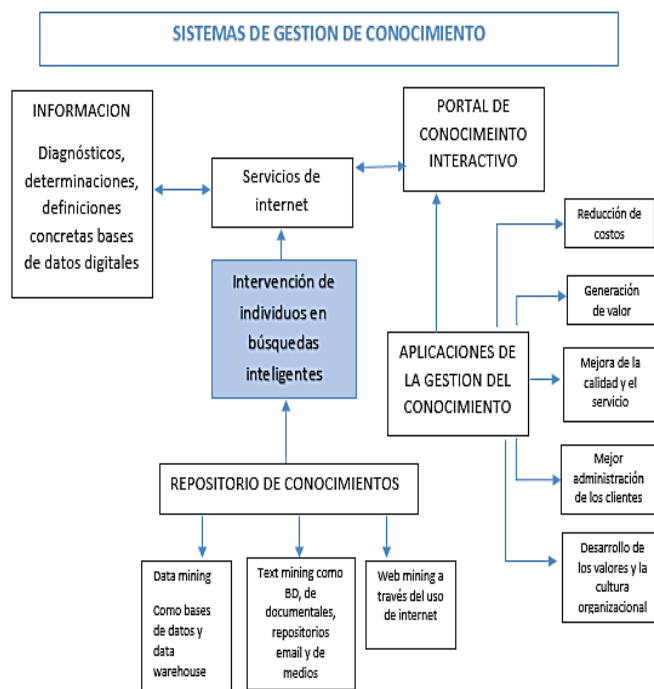 SISTEMAS DE GESTION DE CONOCIMIENTO
INFORMACION
Diagnósticos,
determinaciones,
definiciones
concretas bases
de datos digitales
Servicios de
internet
PORTAL DE
CONOCIMEINTO
INTERACTIVO
Intervención de
individuos en
búsquedas
inteligentes
APLICACIONES DE
LA GESTION DEL
CONOCIMIENTO
Reducción de
costos
Generación
de valor
Mejora de la
calidad y el
servicio
Mejor
administración
de los clientes
Desarrollo de
los valores y la
cultura
organizacional
REPOSITORIO DE CONOCIMIENTOS
Data mining
Como bases
de datos y
data
warehouse
Text mining como
BD, de
documentales,
repositorios
email y de
medios
Web mining a
través del uso
de internet